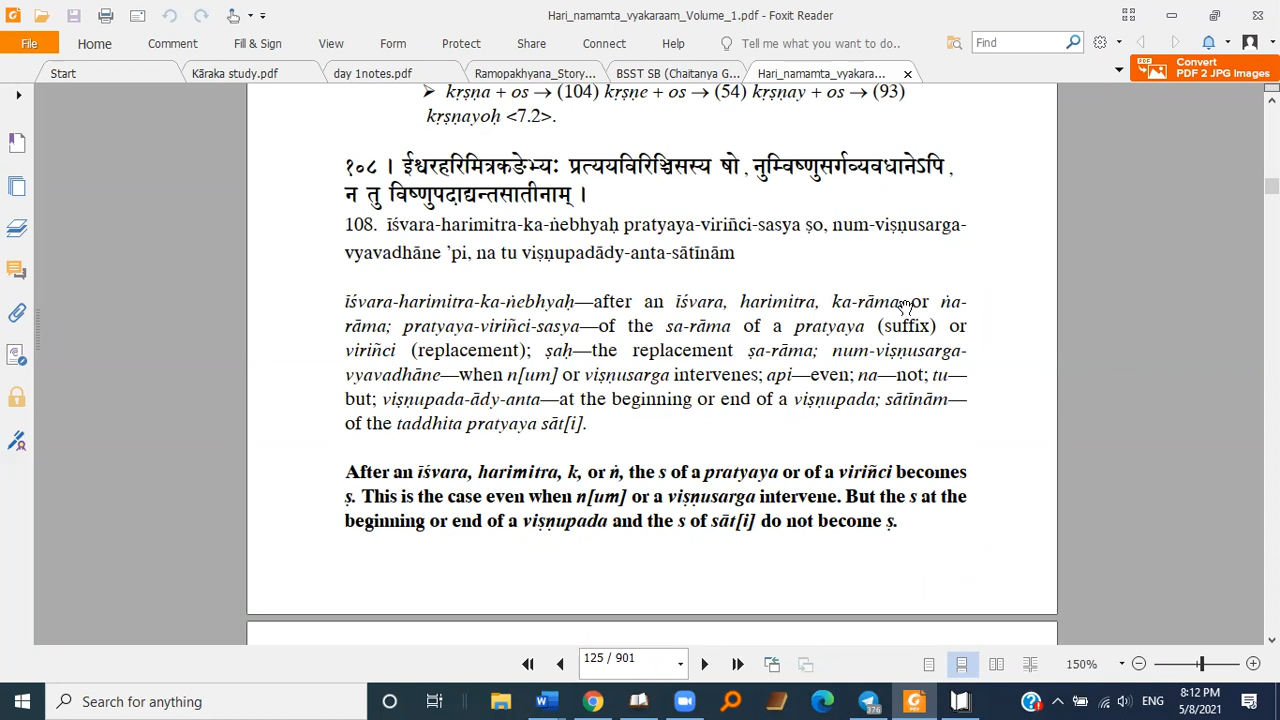 Hari_namamta_vyakaraam_Volume_1.pdf - Foxit Reader
File Home Comment Fill & Sign View Form Protect Share Connect Help Tell me what you want to do.. Find
Start Kāraka study.pdf day 1notes.pdf Ramopakhyana_Story... BSST SB (Chaitanya G... Hari_namamta_vyakara... Convert PDF 2 JPG Images
➢ kṛṣṇa + os → (104) kṛṣṇe + os → (54) kṛṣṇay + os → (93)
kṛṣṇayoḥ <7.2>.
१०८ । ईश्वरहरिमित्रकङेभ्यः प्रत्ययविरिञ्चिसस्य षो , नुम्विष्णुसर्गव्यवधानेऽपि ,
न तु विष्णुपदाद्यन्तसातीनाम् ।
108. īśvara-harimitra-ka-ṅebhyaḥ pratyaya-viriñci-sasya ṣo, num-viṣṇusarga-
vyavadhāne ’pi, na tu viṣṇupadādy-anta-sātīnām
īśvara-harimitra-ka-ṅebhyaḥ—after an īśvara, harimitra, ka-rāma, or ṅa-
rāma; pratyaya-viriñci-sasya—of the sa-rāma of a pratyaya (suffix) or
viriñci (replacement); ṣaḥ—the replacement ṣa-rāma; num-viṣṇusarga-
vyavadhāne—when n[um] or viṣṇusarga intervenes; api—even; na—not; tu—
but; viṣṇupada-ādy-anta—at the beginning or end of a viṣṇupada; sātīnām—
of the taddhita pratyaya sāt[i].
After an īśvara, harimitra, k, or ṅ, the s of a pratyaya or of a viriñci becomes
ṣ. This is the case even when n[um] or a viṣṇusarga intervene. But the s at the
beginning or end of a viṣṇupada and the s of sāt[i] do not become ṣ.
125 / 901 150%
Search for anything 376 ENG 8:12 PM
5/8/2021